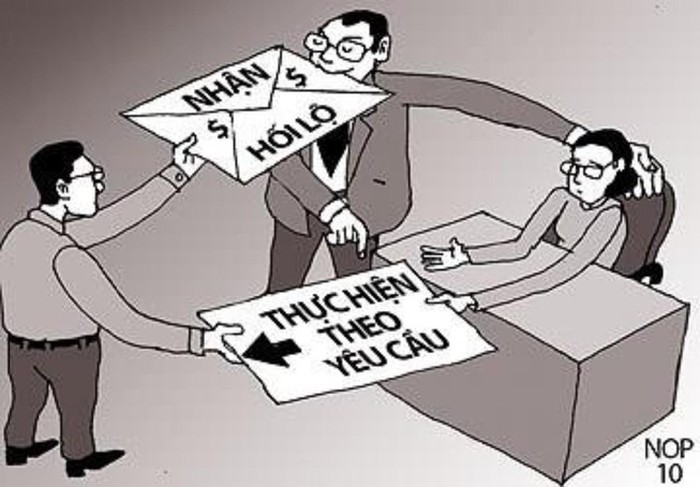 NHẬN
$
$
HỐI LỘ
THỰC HIỆN
THEO
YÊU CẦU
NOP
10